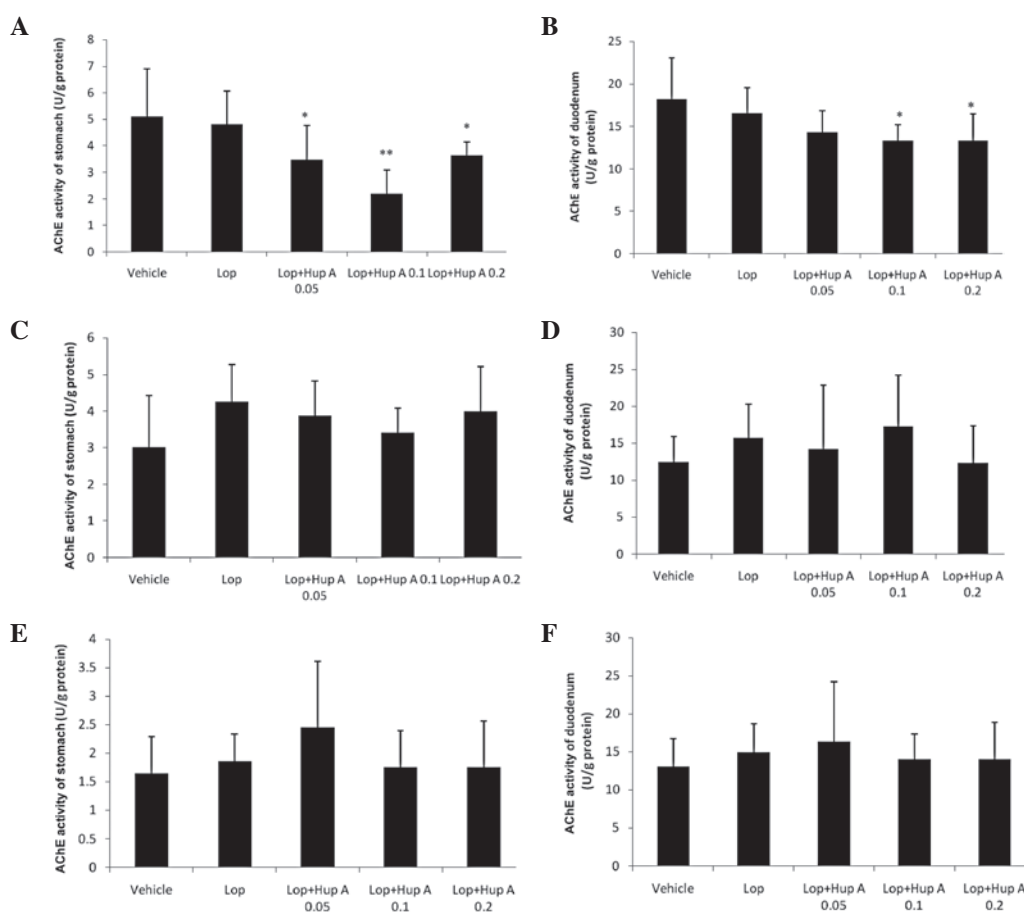 A
AChE activity of stomach (U/g protein)
8
7
6
5
4
3
2
1
0
*
**
*
Vehicle
Lop
Lop+Hup A
0.05
Lop+Hup A 0.1
Lop+Hup A 0.2
B
AChE activity of duodenum
(U/g protein)
25
20
15
10
5
0
*
*
Vehicle
Lop
Lop+Hup A
0.05
Lop+Hup A
0.1
Lop+Hup A
0.2
C
AChE activity of stomach (U/g protein)
6
5
4
3
2
1
0
Vehicle
Lop
Lop+Hup A
0.05
Lop+Hup A 0.1
Lop+Hup A 0.2
D
AChE activity of duodenum
(U/g protein)
30
25
20
15
10
5
0
Vehicle
Lop
Lop+Hup A
0.05
Lop+Hup A
0.1
Lop+Hup A
0.2
E
AChE activity of stomach (U/g protein)
4
3.5
3
2.5
2
1.5
1
0.5
0
Vehicle
Lop
Lop+Hup A
0.05
Lop+Hup A
0.1
Lop+Hup A
0.2
F
AChE activity of duodenum
(U/g protein)
30
25
20
15
10
5
0
Vehicle
Lop
Lop+Hup A
0.05
Lop+Hup A
0.1
Lop+Hup A
0.2